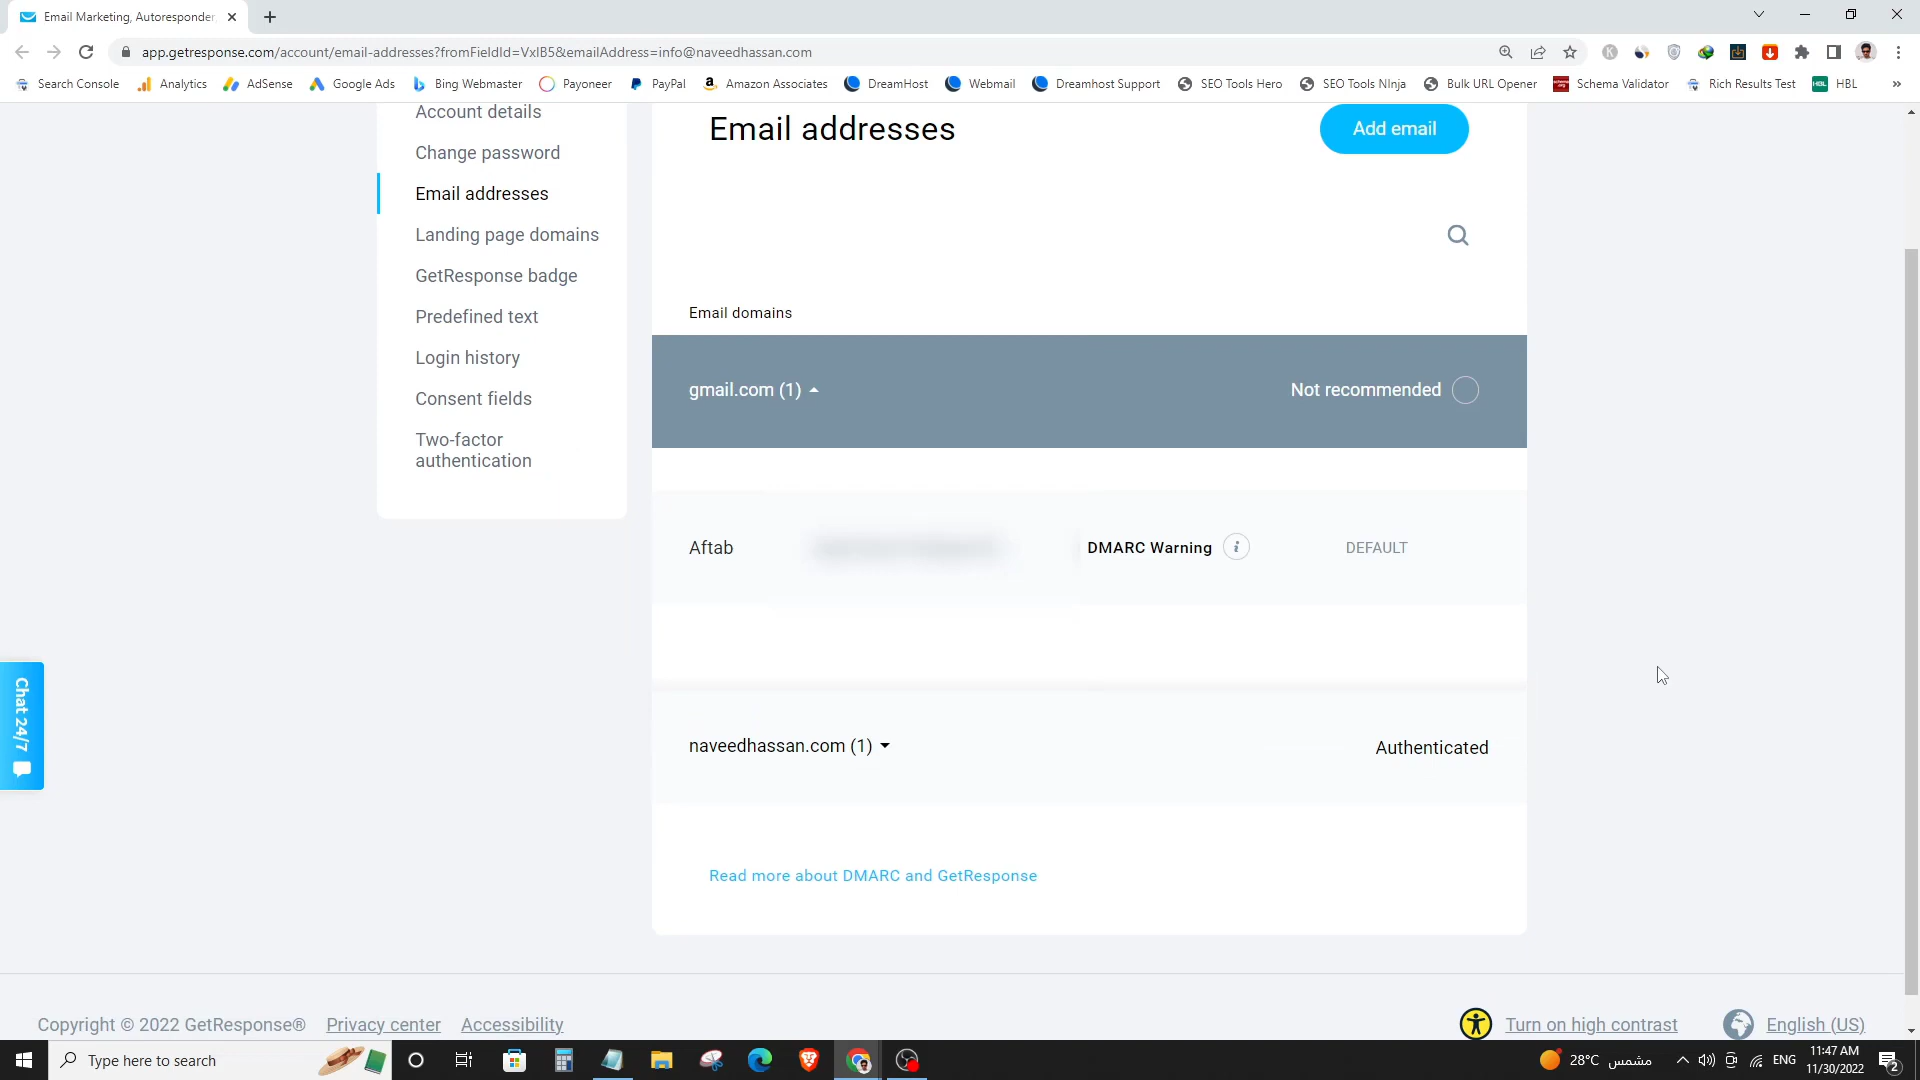 Email Marketing, Autoresponder
app.getresponse.com/account/email-addresses?fromFieldId=VxlB5&emailAddress=info@naveedhassan.com
Search Console Analytics AdSense Google Ads Bing Webmaster Payoneer PayPal Amazon Associates DreamHost Webmail Dreamhost Support SEO Tools Hero SEO Tools NInja Bulk URL Opener Schema Validator Rich Results Test HBL HBL »
Account details
Change password
Email addresses
Landing page domains
GetResponse badge
Predefined text
Login history
Consent fields
Two-factor
authentication
Email addresses
Add email
Email domains
gmail.com (1)
Not recommended
Aftab
DMARC Warning
i
DEFAULT
naveedhassan.com (1)
Authenticated
Read more about DMARC and GetResponse
Chat 24/7
Copyright © 2022 GetResponse® Privacy center Accessibility
Turn on high contrast English (US)
Type here to search
28°C مشمس
ENG
11:47 AM
11/30/2022
2